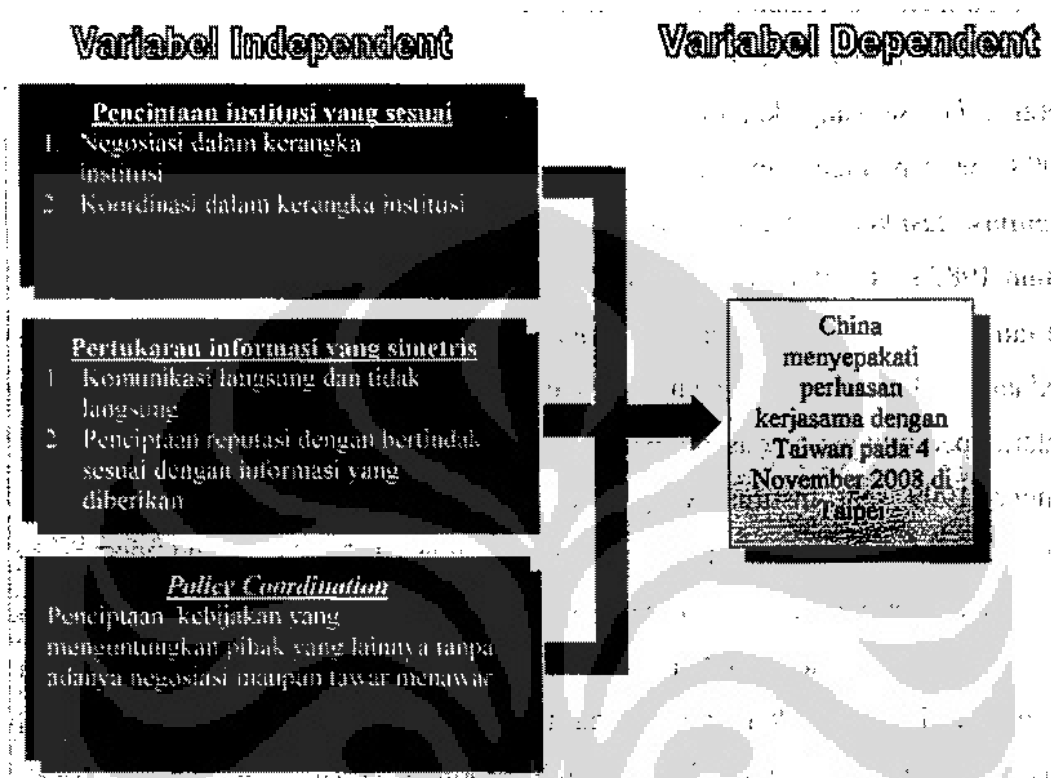 Variabel Independent
Variabel Dependent
Penciptaan institusi yang sesuai
1. Negosiasi dalam kerangka
institusi
2 Koordinasi dalam kerangka institusi
Pertukaran informasi yang simetris
1 Komunikasi langsung dan tidak
langsung
2 Penciptaan reputasi dengan bertindak
sesuai dengan informasi yang
diberikan
Policy Coordination
Penciptaan kebijakan yang
menguntungkan pihak yang lainnya tanpa
adanya negosiasi maupun tawar menawar
China
menyepakati
perluasan
kerjasama dengan
Taiwan pada 4
November 2008 di
Taipei